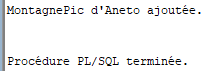 MontagnePic d'Aneto ajoutée.
Procédure PL/SQL terminée.